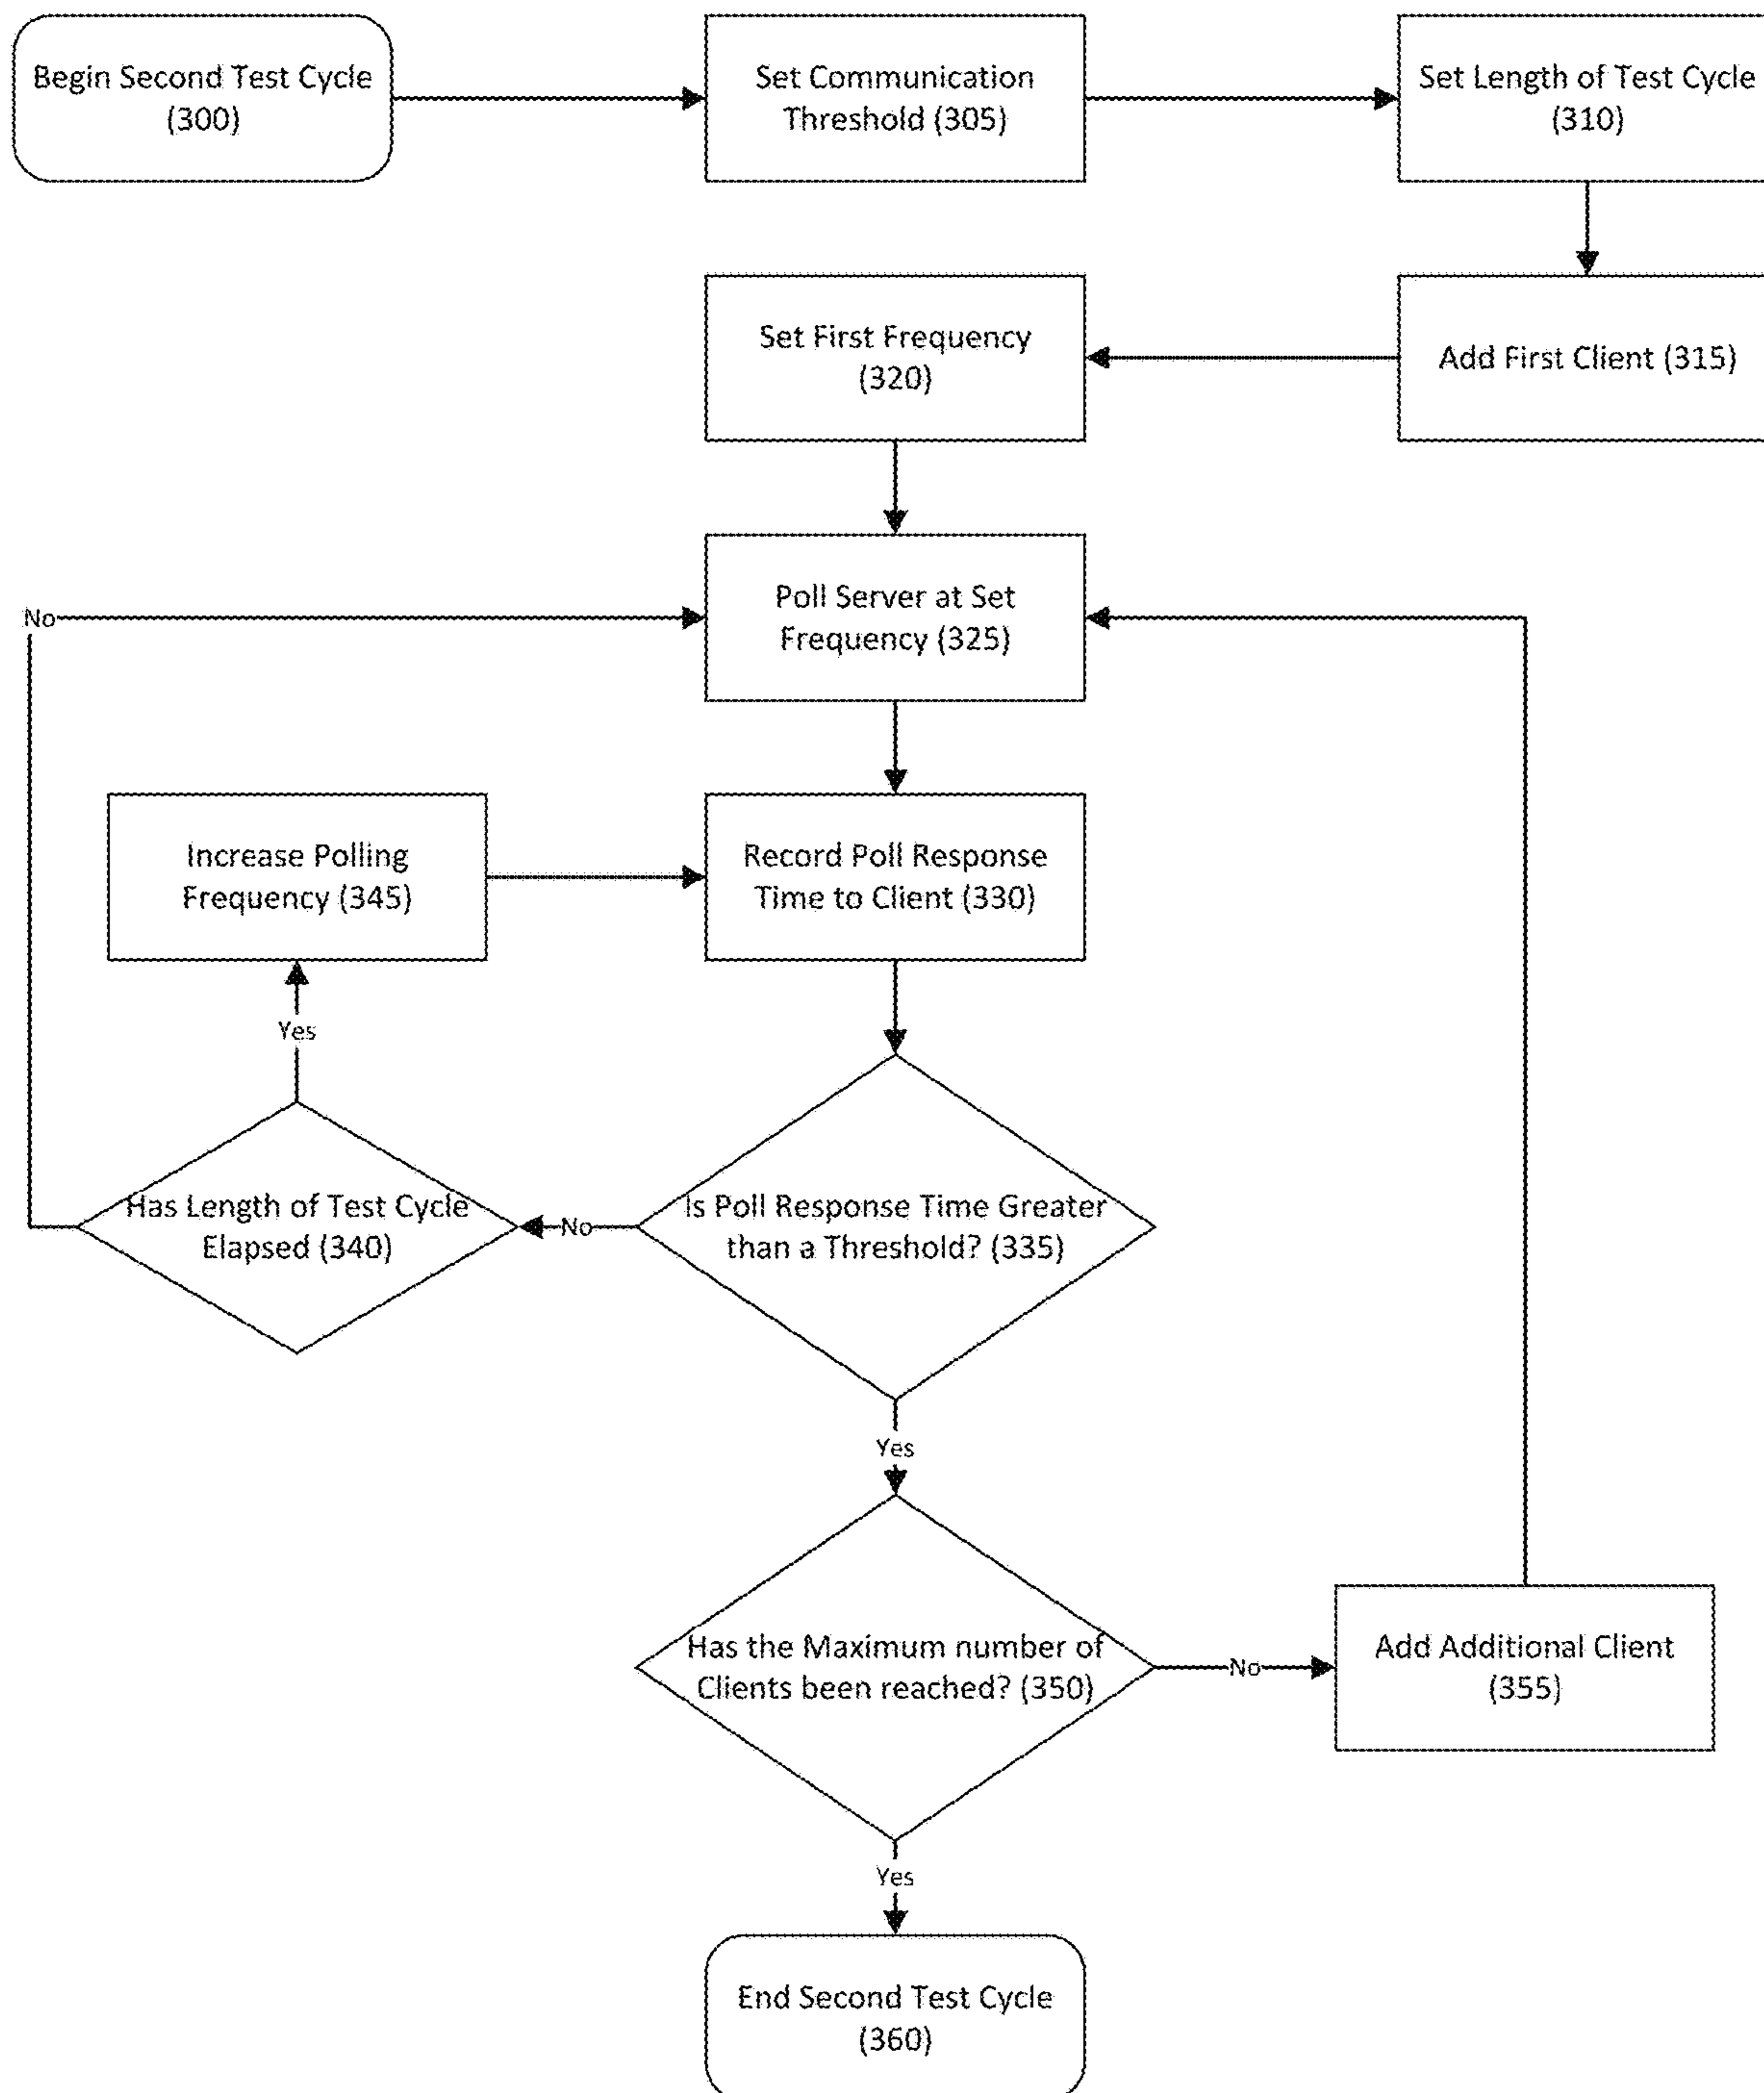 Begin Second Test Cycle
(300)
Set Communication
Threshold (305)
Set Length of Test Cycle
(310)
Set First Frequency
(320)
Add First Client (315)
No
Poll Server at Set
Frequency (325)
Increase Polling
Frequency (345)
Record Poll Response
Time to Client (330)
Yes
Has Length of Test Cycle
Elapsed (340)
No
Is Poll Response Time Greater
than a Threshold? (335)
Yes
Has the Maximum number of
Clients been reached? (350)
No
Add Additional Client
(355)
Yes
End Second Test Cycle
(360)